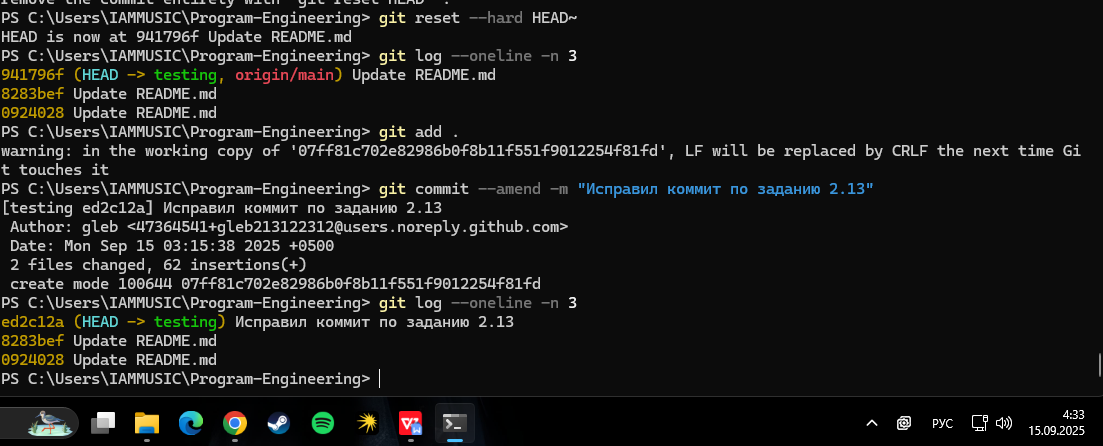 remove the commit entirely with "git reset HEAD~".
PS C:\Users\IAMMUSIC\Program-Engineering> git reset --hard HEAD~
HEAD is now at 941796f Update README.md
PS C:\Users\IAMMUSIC\Program-Engineering> git log --oneline -n 3
941796f (HEAD -> testing, origin/main) Update README.md
8283bef Update README.md
0924028 Update README.md
PS C:\Users\IAMMUSIC\Program-Engineering> git add .
warning: in the working copy of '07ff81c702e82986b0f8b11f551f9012254f81fd', LF will be replaced by CRLF the next time Gi
t touches it
PS C:\Users\IAMMUSIC\Program-Engineering> git commit --amend -m "Исправил коммит по заданию 2.13"
[testing ed2c12a] Исправил коммит по заданию 2.13
Author: gleb <47364541+gleb213122312@users.noreply.github.com>
Date: Mon Sep 15 03:15:38 2025 +0500
2 files changed, 62 insertions(+)
create mode 100644 07ff81c702e82986b0f8b11f551f9012254f81fd
PS C:\Users\IAMMUSIC\Program-Engineering> git log --oneline -n 3
ed2c12a (HEAD -> testing) Исправил коммит по заданию 2.13
8283bef Update README.md
0924028 Update README.md
PS C:\Users\IAMMUSIC\Program-Engineering>
РУС
4:33
15.09.2025